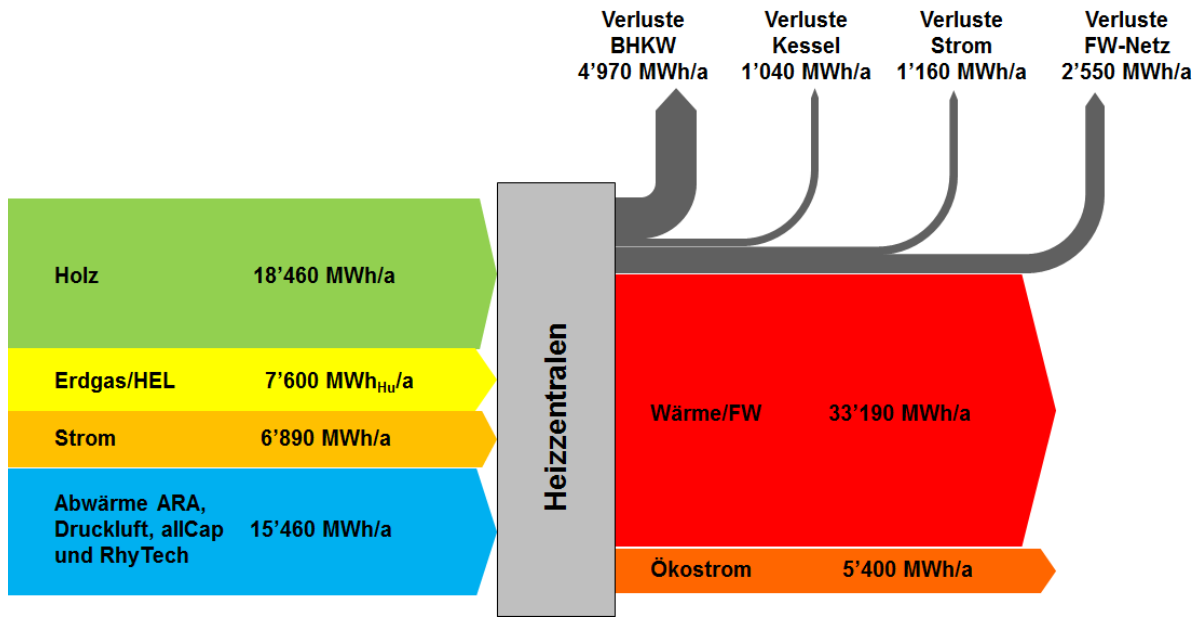 Verluste
BHKW
4’970 MWh/a
Verluste
Kessel
1’040 MWh/a
Verluste
Strom
1’160 MWh/a
Verluste
FW-Netz
2’550 MWh/a
Holz 18’460 MWh/a
Erdgas/HEL 7’600 MWhHu/a
Strom 6’890 MWh/a
Abwärme ARA,
Druckluft, allCap 15’460 MWh/a
und RhyTech
Heizzentralen
Wärme/FW 33’190 MWh/a
Ökostrom 5’400 MWh/a